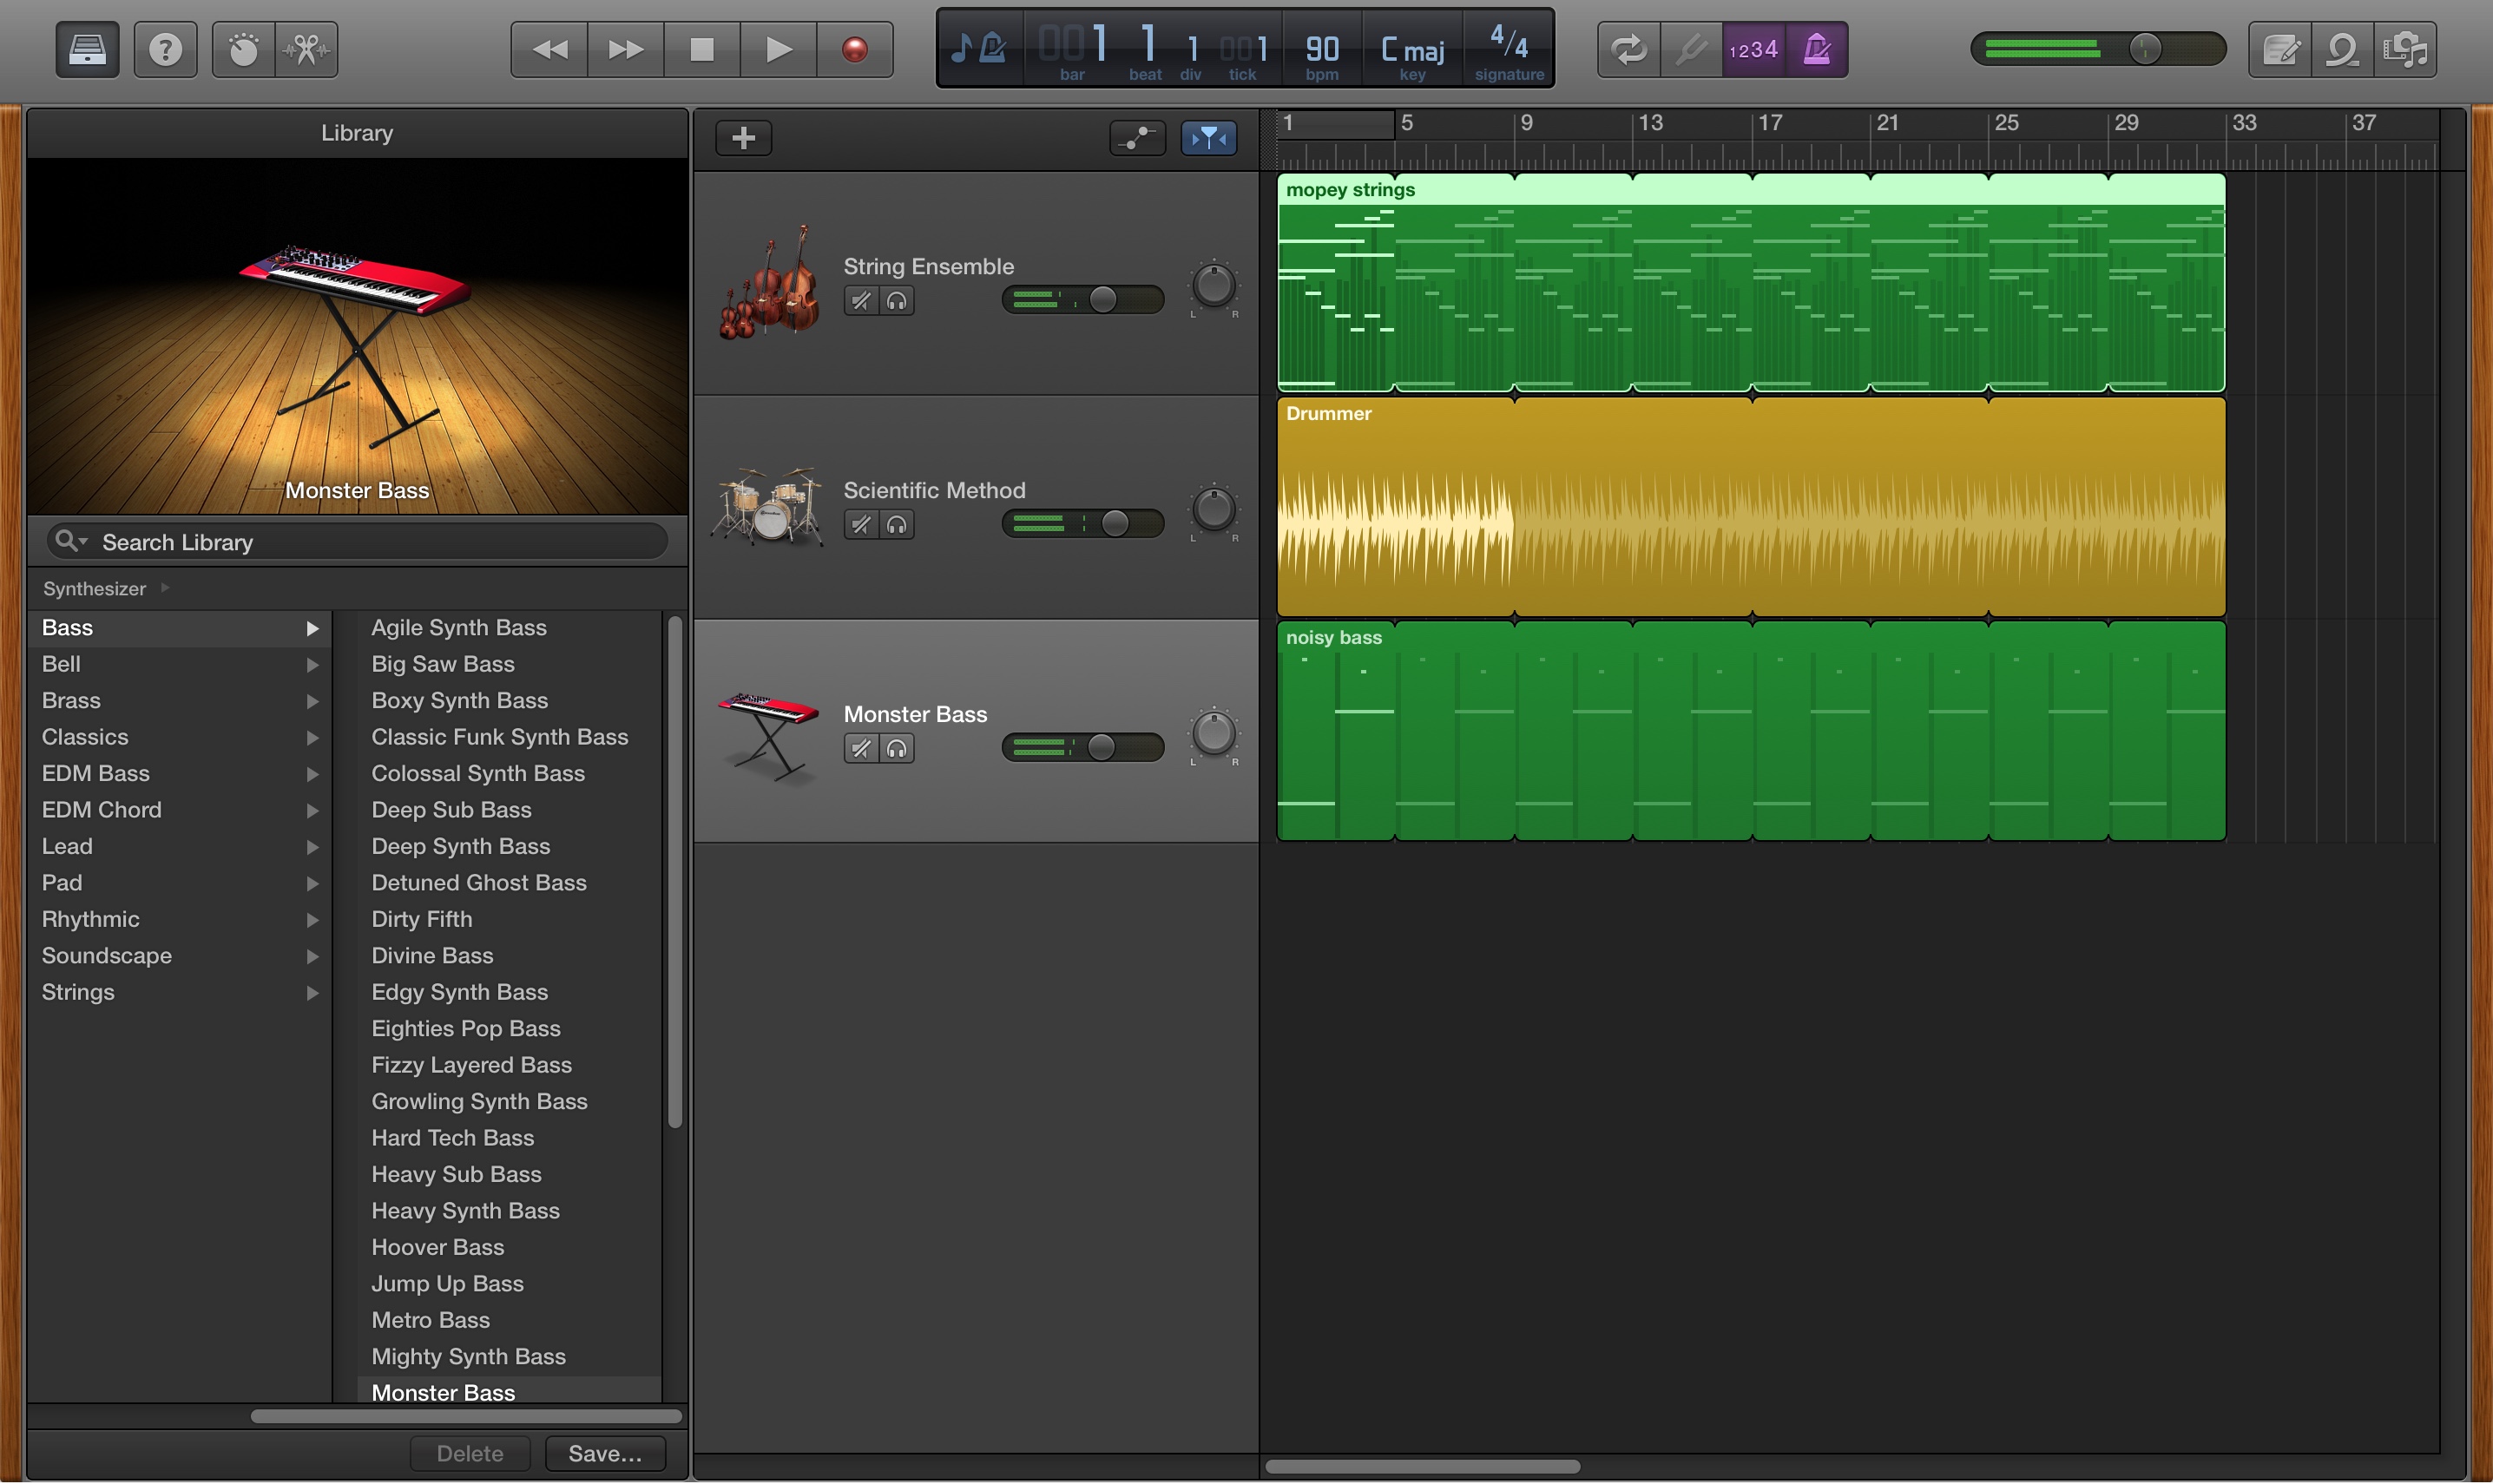 001 1 1 001 90 C maj 4/4
bar beat div tick bpm key signature
1234
Library
Monster Bass
Search Library
Synthesizer
Bass
Bell
Brass
Classics
EDM Bass
EDM Chord
Lead
Pad
Rhythmic
Soundscape
Strings
Agile Synth Bass
Big Saw Bass
Boxy Synth Bass
Classic Funk Synth Bass
Colossal Synth Bass
Deep Sub Bass
Deep Synth Bass
Detuned Ghost Bass
Dirty Fifth
Divine Bass
Edgy Synth Bass
Eighties Pop Bass
Fizzy Layered Bass
Growling Synth Bass
Hard Tech Bass
Heavy Sub Bass
Heavy Synth Bass
Hoover Bass
Jump Up Bass
Metro Bass
Mighty Synth Bass
Monster Bass
Delete Save...
String Ensemble
L R
Scientific Method
L R
Monster Bass
L R
1 5 9 13 17 21 25 29 33 37
mopey strings
Drummer
noisy bass